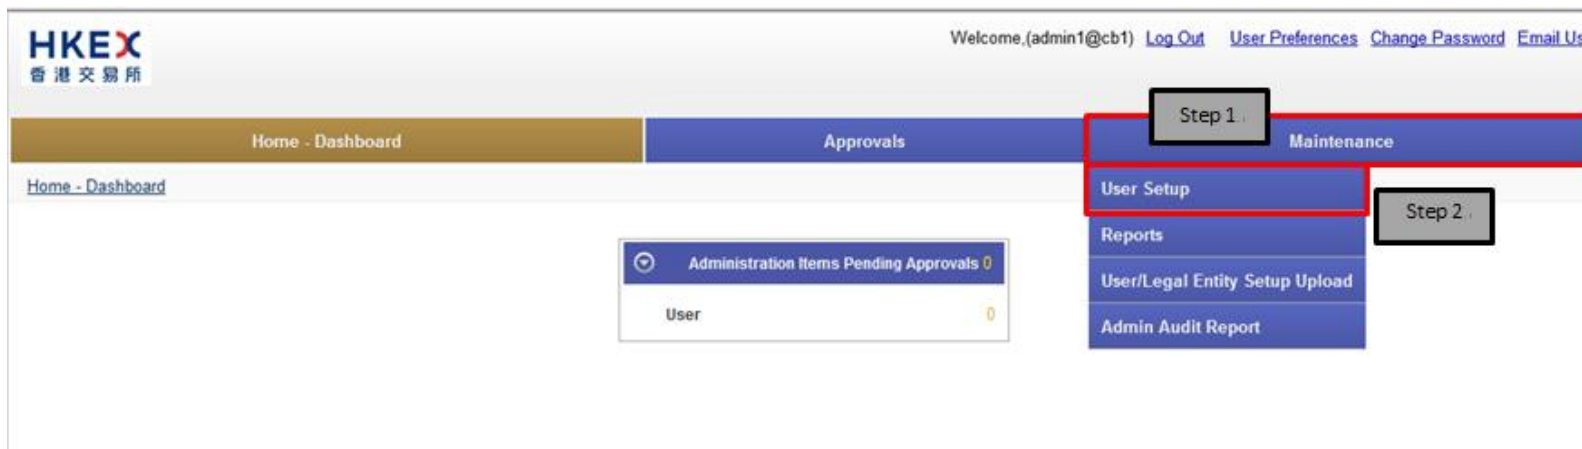 HKEX
香港交易所
Welcome,(admin1@cb1) Log Out User Preferences Change Password Email Us
Step 1.
Home - Dashboard Approvals Maintenance
Home - Dashboard
User Setup
Step 2.
Reports
Administration Items Pending Approvals 0
User/Legal Entity Setup Upload
User 0
Admin Audit Report